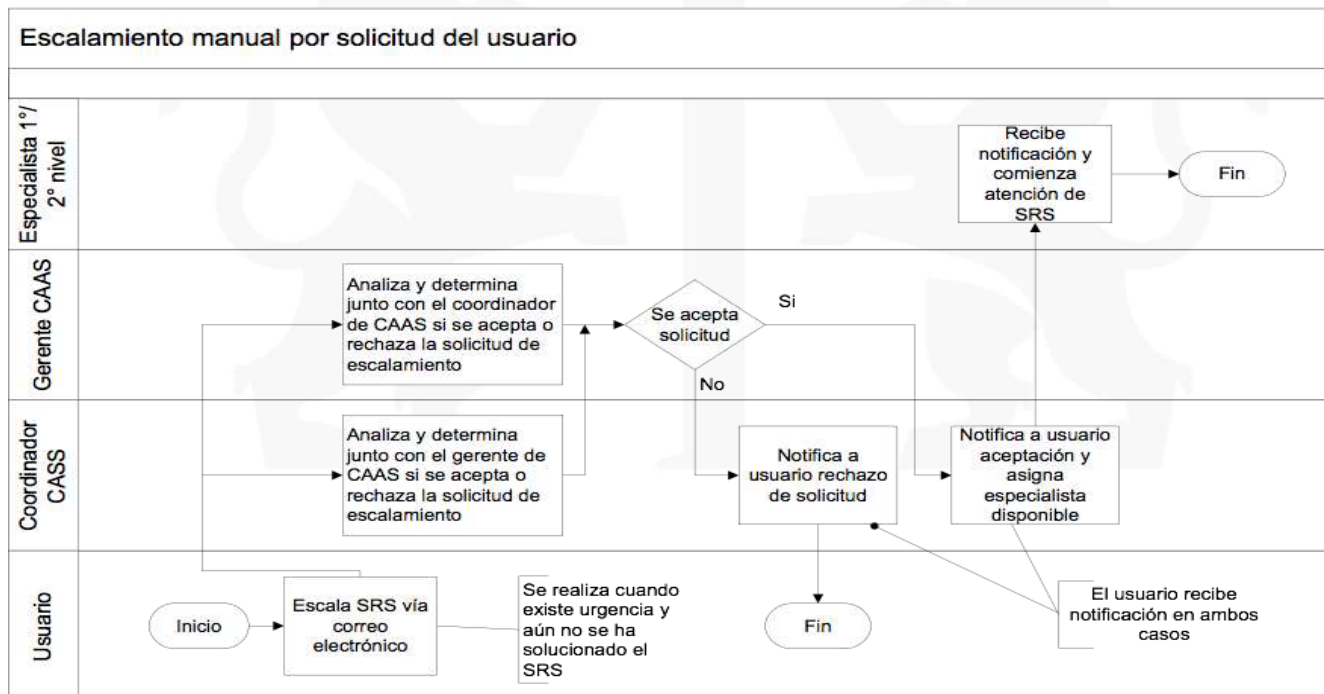 Escalamiento manual por solicitud del usuario
Especialista 1°/
2° nivel
Recibe
notificación y
comienza
atención de
SRS
Fin
Gerente CAAS
Analiza y determina
junto con el coordinador
de CAAS si se acepta o
rechaza la solicitud de
escalamiento
Se acepta
solicitud
Si
No
Coordinador
CASS
Analiza y determina
junto con el gerente de
CAAS si se acepta o
rechaza la solicitud de
escalamiento
Notifica a
usuario rechazo
de solicitud
Notifica a usuario
aceptación y
asigna
especialista
disponible
Usuario
Inicio
Escala SRS vía
correo
electrónico
Se realiza cuando
existe urgencia y
aún no se ha
solucionado el
SRS
Fin
El usuario recibe
notificación en ambos
casos